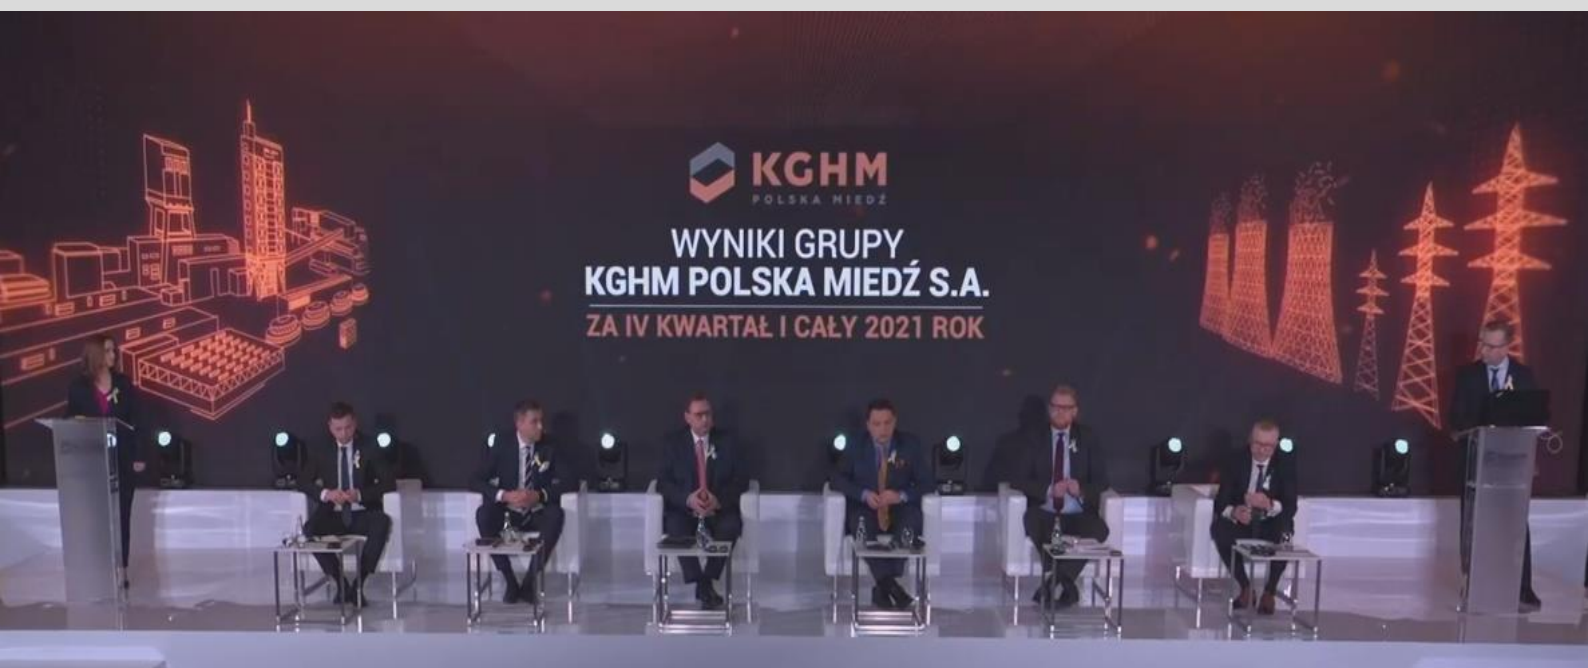 KGHM
POLSKA MIEDŹ
WYNIKI GRUPY
KGHM POLSKA MIEDŹ S.A.
ZA IV KWARTAŁ I CAŁY 2021 ROK